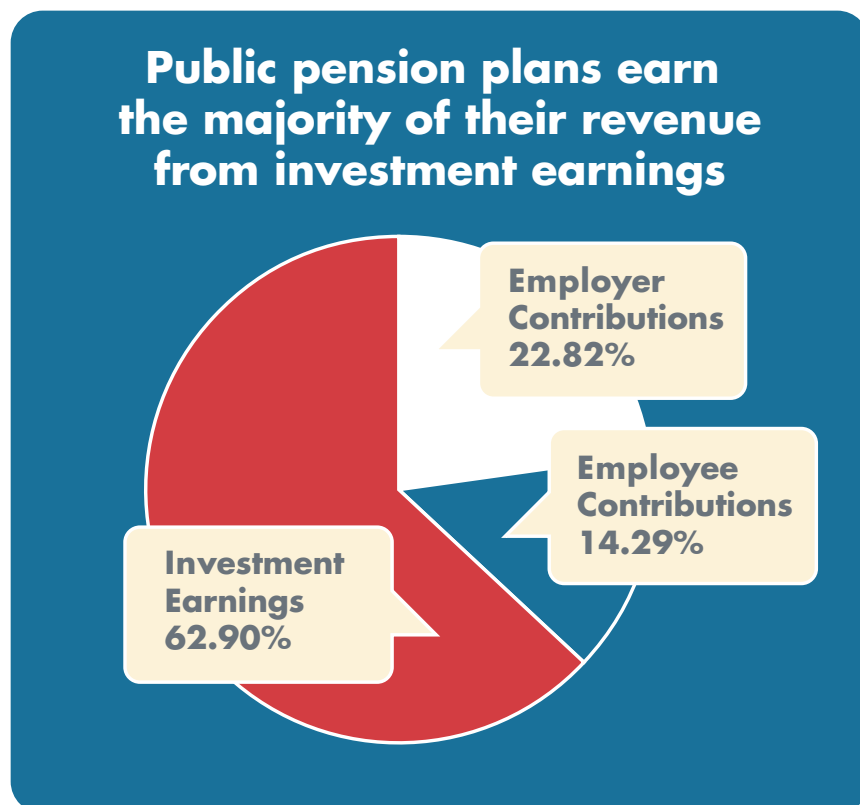 Public pension plans earn
the majority of their revenue
from investment earnings
Employer
Contributions
22.82%
Employee
Contributions
14.29%
Investment
Earnings
62.90%